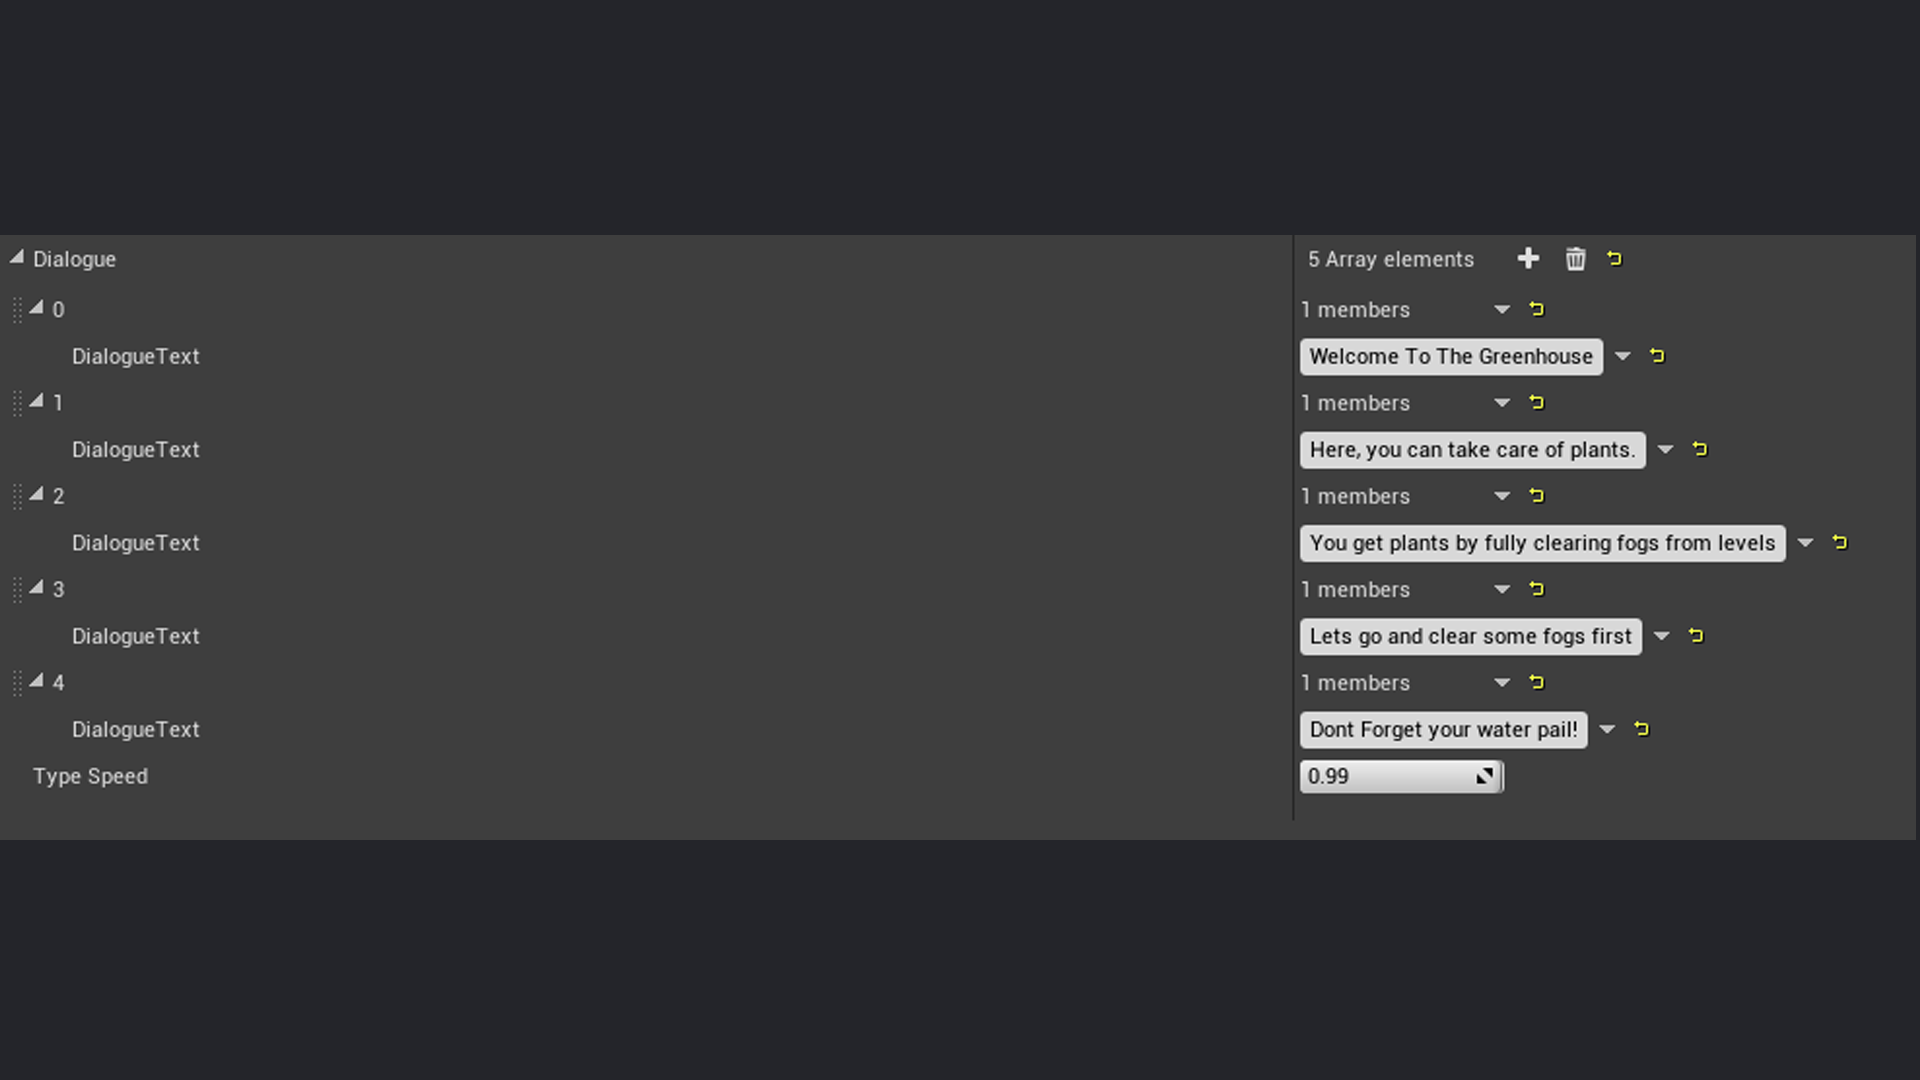 Dialogue 5 Array elements
0 1 members
DialogueText Welcome To The Greenhouse
1 1 members
DialogueText Here, you can take care of plants.
2 1 members
DialogueText You get plants by fully clearing fogs from levels
3 1 members
DialogueText Lets go and clear some fogs first
4 1 members
DialogueText Dont Forget your water pail!
Type Speed 0.99